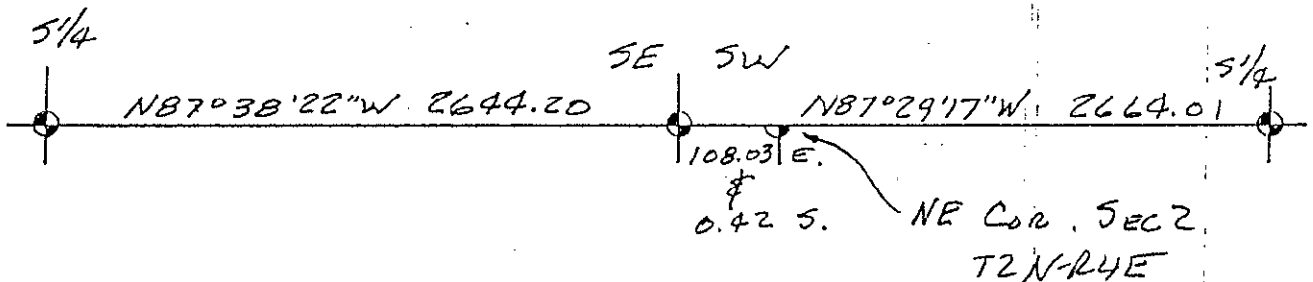 S1/4
SE SW
S1/4
N87°38'22"W 2644.20
N87°29'17"W 2664.01
108.03 E.
&
0.42 S.
NE Cor. Sec 2
T2N-R4E